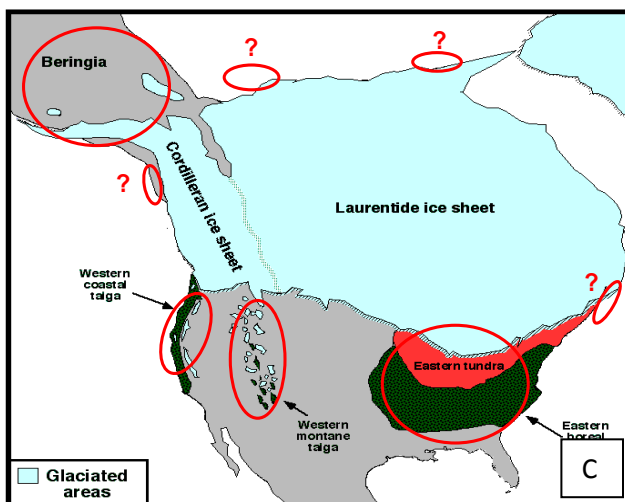 ?
?
Beringia
?
Cordilleran ice sheet
Laurentide ice sheet
Western
coastal
taiga
?
Eastern tundra
Western
montane
taiga
Eastern
boreal
Glaciated
areas
C